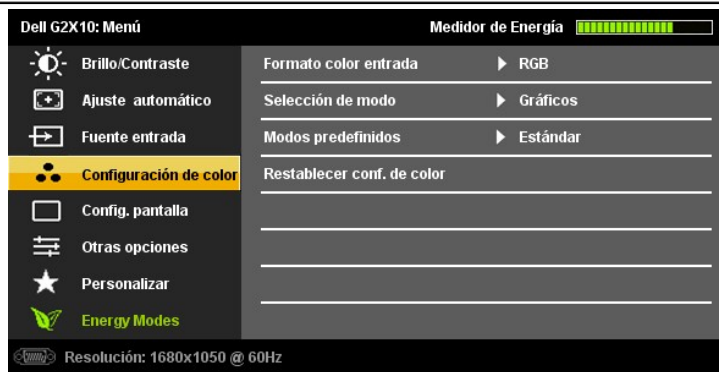 Dell G2X10: Menú Medidor de Energía
Brillo/Contraste Formato color entrada RGB
Ajuste automático Selección de modo Gráficos
Fuente entrada Modos predefinidos Estándar
Configuración de color Restablecer conf. de color
Config. pantalla
Otras opciones
Personalizar
Energy Modes
Resolución: 1680x1050 @ 60Hz